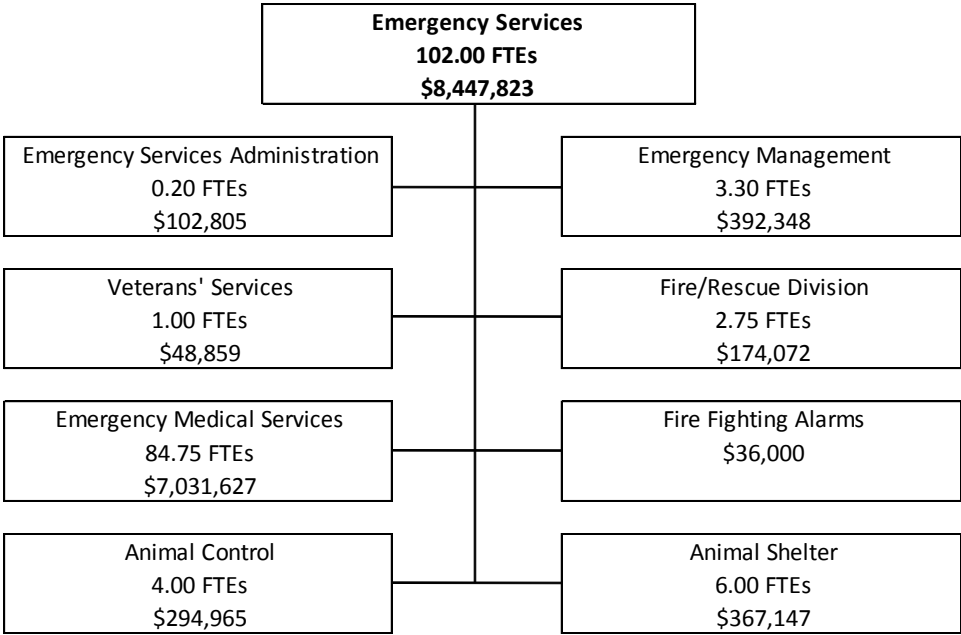 Emergency Services
102.00 FTEs
$8,447,823
Emergency Services Administration
0.20 FTEs
$102,805
Emergency Management
3.30 FTEs
$392,348
Veterans' Services
1.00 FTEs
$48,859
Fire/Rescue Division
2.75 FTEs
$174,072
Emergency Medical Services
84.75 FTEs
$7,031,627
Fire Fighting Alarms
$36,000
Animal Control
4.00 FTEs
$294,965
Animal Shelter
6.00 FTEs
$367,147